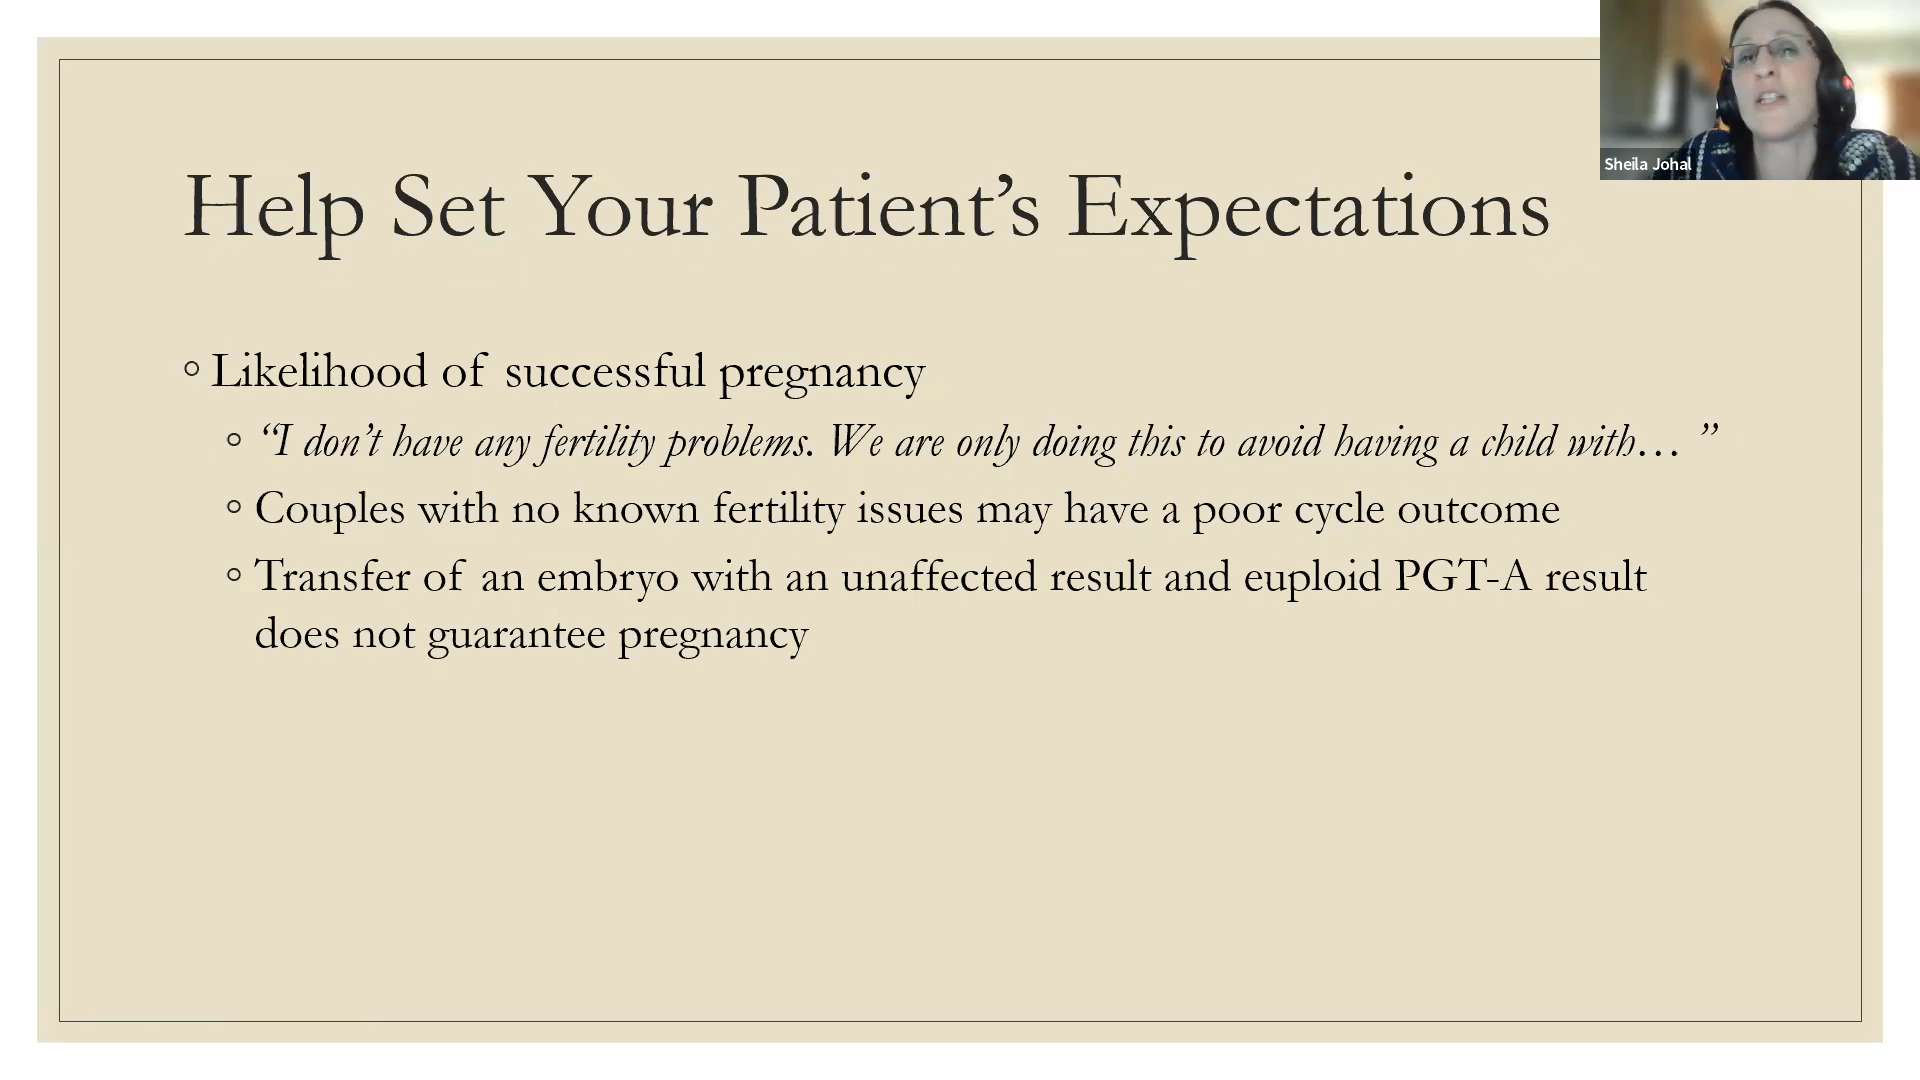 Sheila Johal
Help Set Your Patient’s Expectations
◦ Likelihood of successful pregnancy
◦ “I don’t have any fertility problems. We are only doing this to avoid having a child with… ”
◦ Couples with no known fertility issues may have a poor cycle outcome
◦ Transfer of an embryo with an unaffected result and euploid PGT-A result
does not guarantee pregnancy